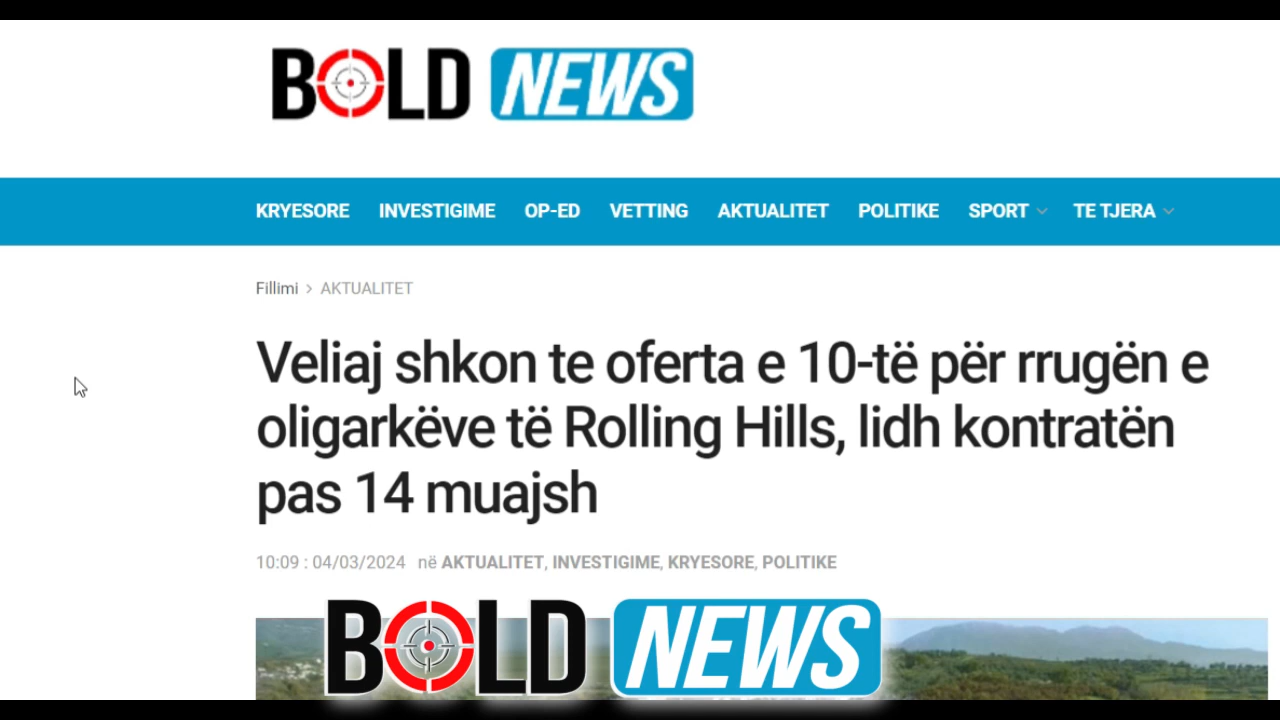 BOLD NEWS
KRYESORE INVESTIGIME OP-ED VETTING AKTUALITET POLITIKE SPORT TE TJERA
Fillimi > AKTUALITET
Veliaj shkon te oferta e 10-të për rrugën e
oligarkëve të Rolling Hills, lidh kontratën
pas 14 muajsh
10:09 : 04/03/2024 në AKTUALITET, INVESTIGIME, KRYESORE, POLITIKE
BOLD NEWS